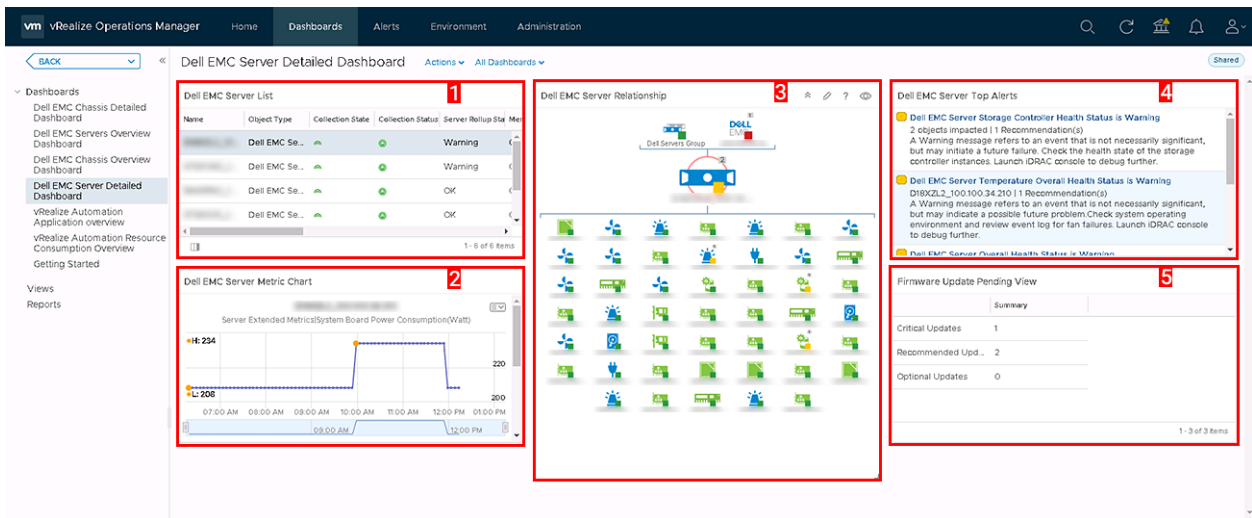 vm vRealize Operations Manager Home Dashboards Alerts Environment Administration
BACK
Dell EMC Server Detailed Dashboard Actions All Dashboards Shared
Dashboards
Dell EMC Chassis Detailed
Dashboard
Dell EMC Servers Overview
Dashboard
Dell EMC Chassis Overview
Dashboard
Dell EMC Server Detailed
Dashboard
vRealize Automation
Application overview
vRealize Automation Resource
Consumption Overview
Getting Started
Views
Reports
Dell EMC Server List 1
Name Object Type Collection State Collection Status Server Rollup Sta Mer
Dell EMC Se... Warning
Dell EMC Se... Warning
Dell EMC Se... OK
Dell EMC Se... OK
1 - 6 of 6 items
Dell EMC Server Metric Chart 2
Server Extended Metrics|System Board Power Consumption(Watt)
H: 234
220
L: 208
200
07:00 AM 08:00 AM 09:00 AM 10:00 AM 11:00 AM 12:00 PM 01:00 PM
09:00 AM 12:00 PM
Dell EMC Server Relationship 3
DELL
EMC
Dell Servers Group
2
Dell EMC Server Top Alerts 4
Dell EMC Server Storage Controller Health Status is Warning
2 objects impacted | 1 Recommendation(s)
A Warning message refers to an event that is not necessarily significant,
but may initiate a future failure. Check the health state of the storage
controller instances. Launch iDRAC console to debug further.
Dell EMC Server Temperature Overall Health Status is Warning
D18XZL2_100.100.34.210 | 1 Recommendation(s)
A Warning message refers to an event that is not necessarily significant,
but may indicate a possible future problem.Check system operating
environment and review event log for fan failures. Launch iDRAC console
to debug further.
Dell EMC Server Overall Health Status is Warning
Firmware Update Pending View 5
Summary
Critical Updates 1
Recommended Upd... 2
Optional Updates 0
1 - 3 of 3 items